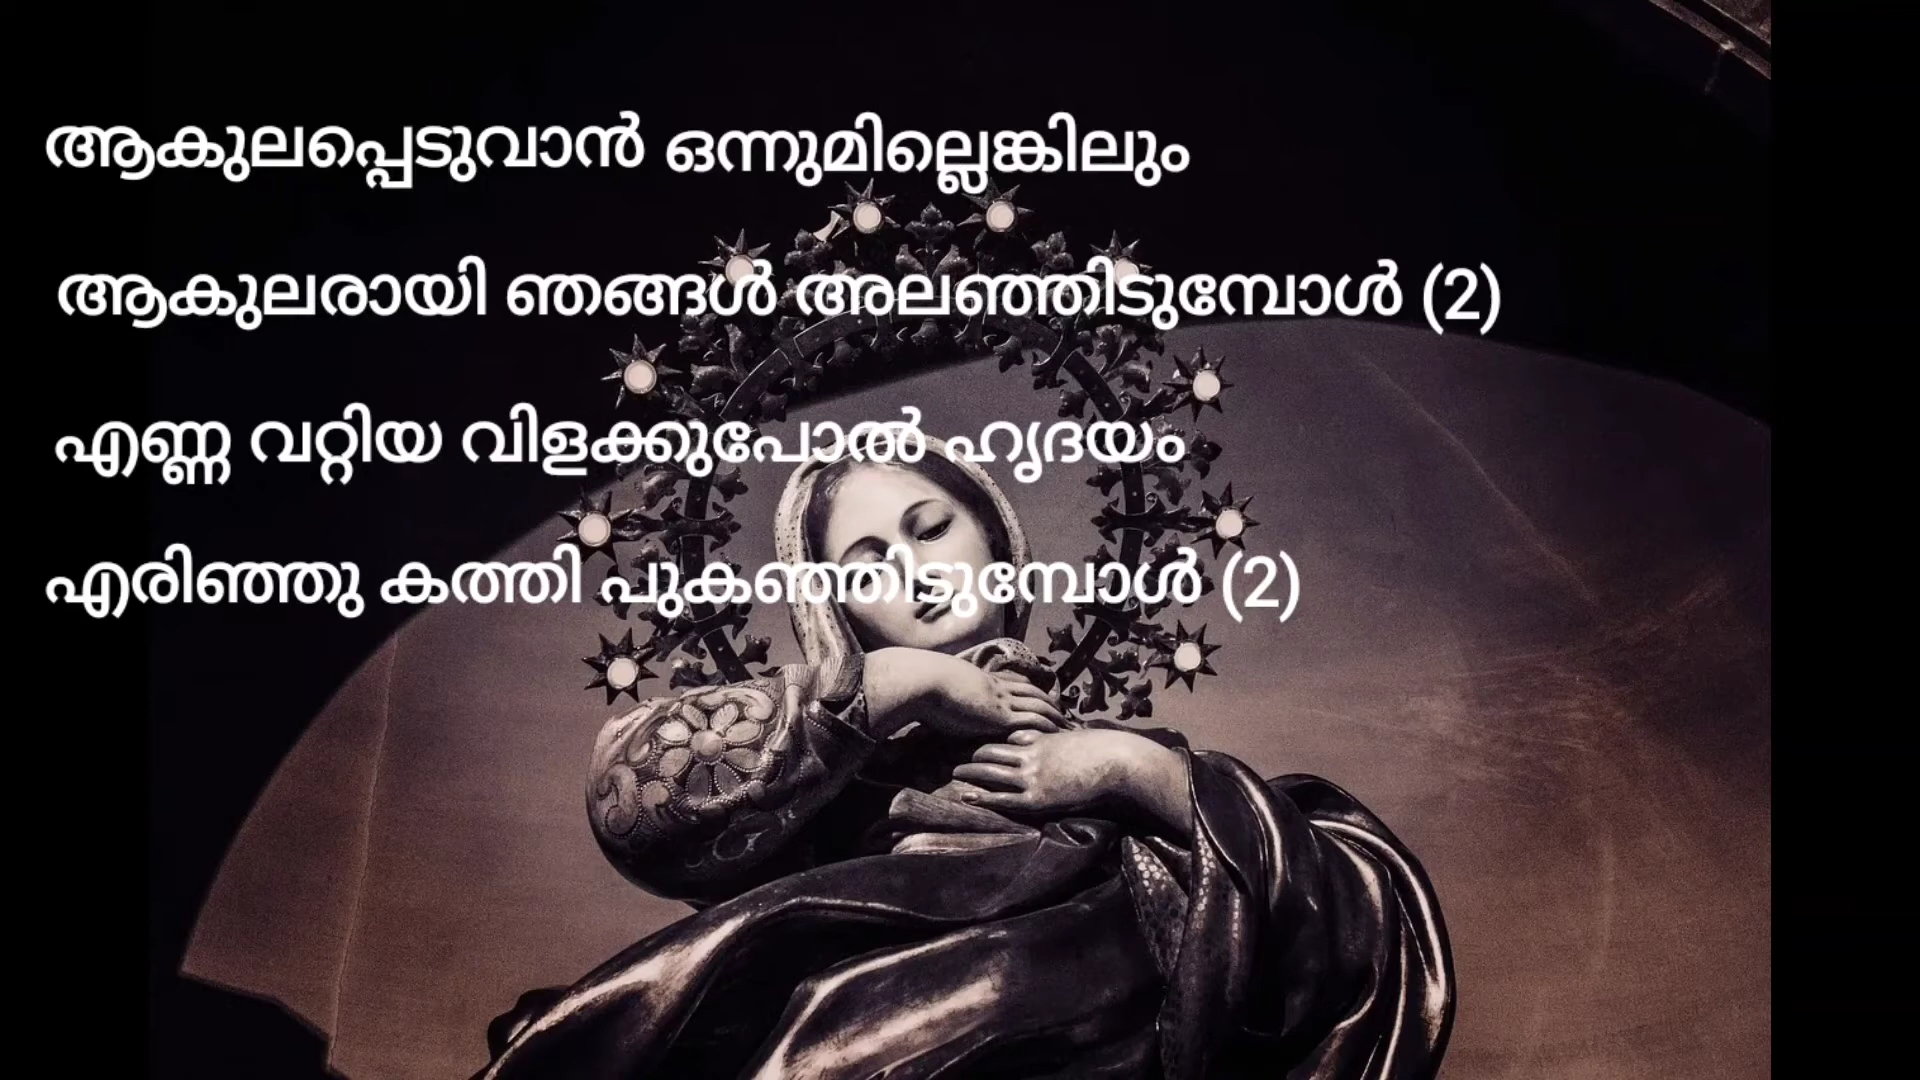 ആകുലപ്പെടുവാൻ ഒന്നുമില്ലെങ്കിലും
ആകുലരായി ഞങ്ങൾ അലഞ്ഞിടുമ്പോൾ (2)
എണ്ണ വറ്റിയ വിളക്കുപോൽ ഹൃദയം
എരിഞ്ഞു കത്തി പുകഞ്ഞിടുമ്പോൾ (2)